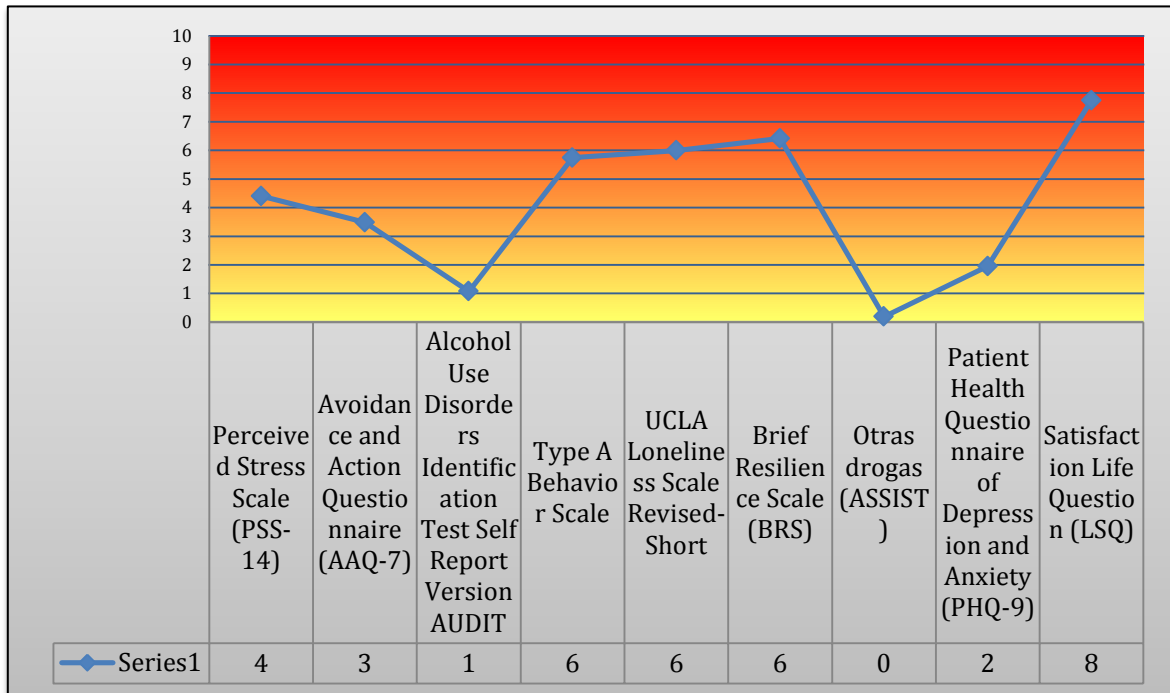 10
9
8
7
6
5
4
3
2
1
0
Perceive
d Stress
Scale
(PSS-
14)
Avoidan
ce and
Action
Questio
nnaire
(AAQ-7)
Alcohol
Use
Disorde
rs
Identific
ation
Test Self
Report
Version
AUDIT
Type A
Behavio
r Scale
UCLA
Loneline
ss Scale
Revised-
Short
Brief
Resilien
ce Scale
(BRS)
Otras
drogas
(ASSIST
)
Patient
Health
Questio
nnaire
of
Depress
ion and
Anxiety
(PHQ-9)
Satisfact
ion Life
Questio
n (LSQ)
Series1 4 3 1 6 6 6 0 2 8